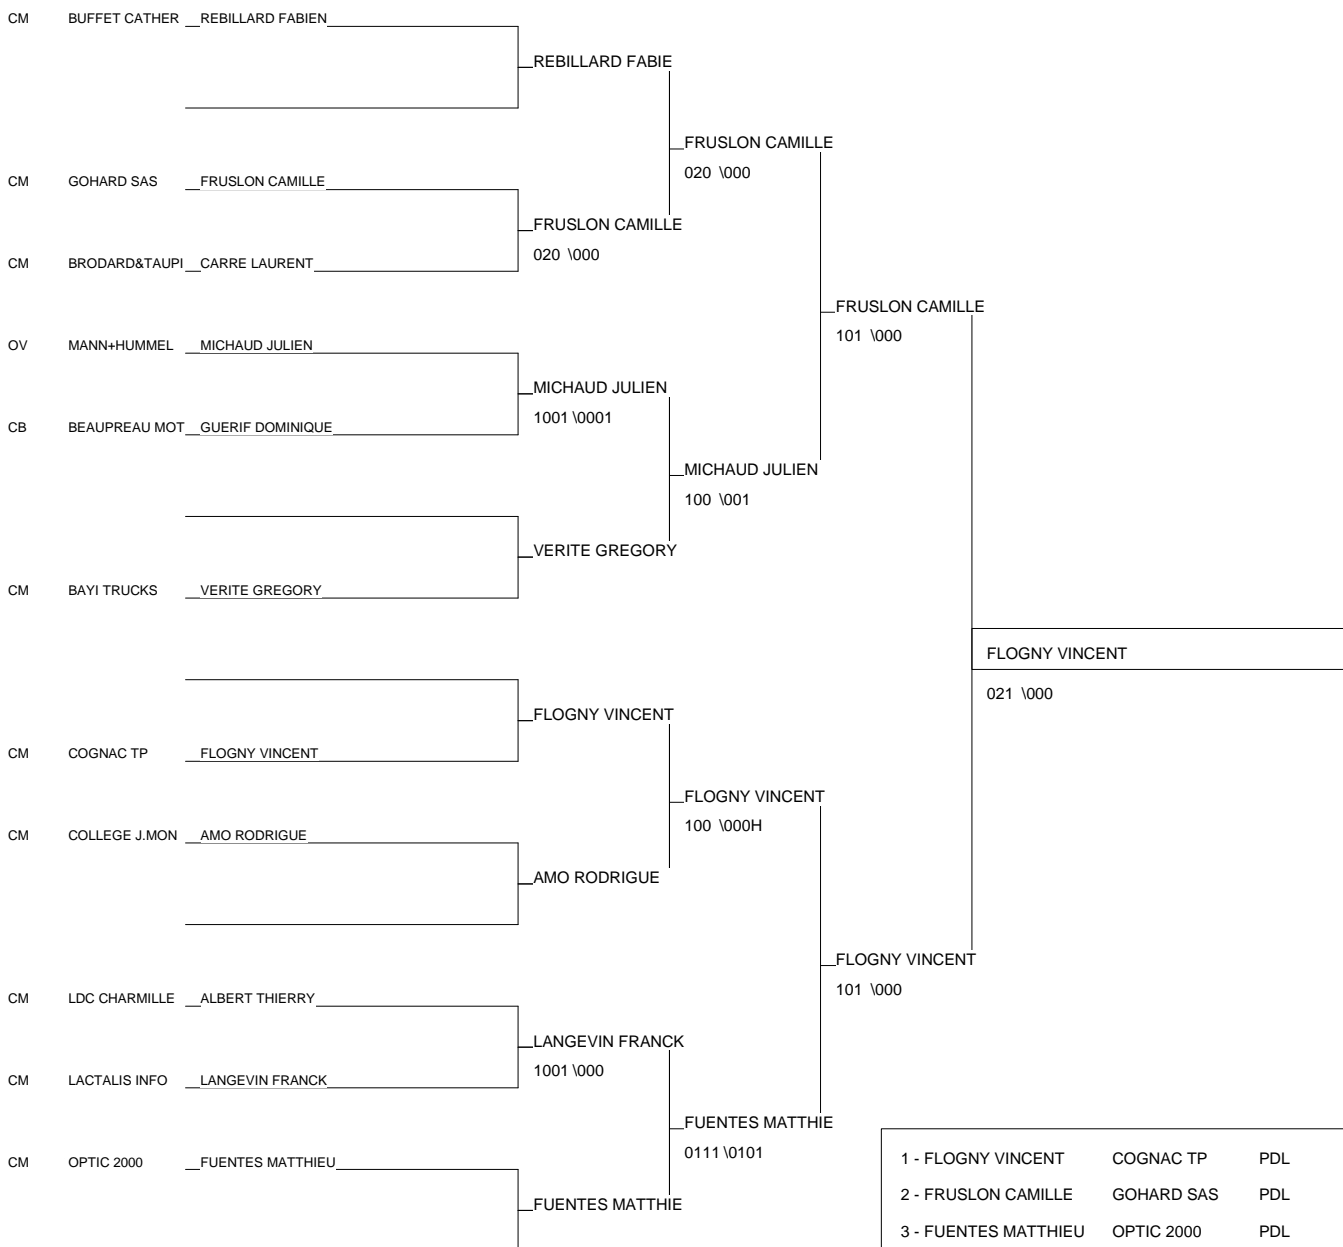 CM BUFFET CATHER REBILLARD FABIEN
REBILLARD FABIE
FRUSLON CAMILLE
020 \000
CM GOHARD SAS FRUSLON CAMILLE
FRUSLON CAMILLE
020 \000
CM BRODARD&TAUPI CARRE LAURENT
FRUSLON CAMILLE
101 \000
OV MANN+HUMMEL MICHAUD JULIEN
MICHAUD JULIEN
1001 \0001
CB BEAUPREAU MOT GUERIF DOMINIQUE
MICHAUD JULIEN
100 \001
VERITE GREGORY
CM BAYI TRUCKS VERITE GREGORY
FLOGNY VINCENT
021 \000
FLOGNY VINCENT
CM COGNAC TP FLOGNY VINCENT
FLOGNY VINCENT
100 \000H
CM COLLEGE J.MON AMO RODRIGUE
AMO RODRIGUE
FLOGNY VINCENT
101 \000
CM LDC CHARMILLE ALBERT THIERRY
LANGEVIN FRANCK
1001 \000
CM LACTALIS INFO LANGEVIN FRANCK
FUENTES MATTHIE
0111 \0101
CM OPTIC 2000 FUENTES MATTHIEU
FUENTES MATTHIE
1 - FLOGNY VINCENT COGNAC TP PDL
2 - FRUSLON CAMILLE GOHARD SAS PDL
3 - FUENTES MATTHIEU OPTIC 2000 PDL